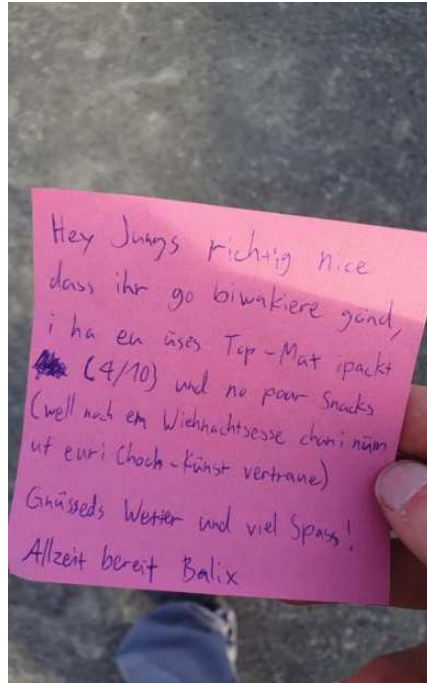 Hey Jungs richtig nice
dass ihr go biwakiere gönd,
i ha eu üses Top-Mat ipackt
(4/10) und no paar Snacks
(well nach em Wiehnachtsesse chan i nüm
uf euri Choch-Künst vertraue)
Gnüsseds Wetter und viel Spass!
Allzeit bereit Balix